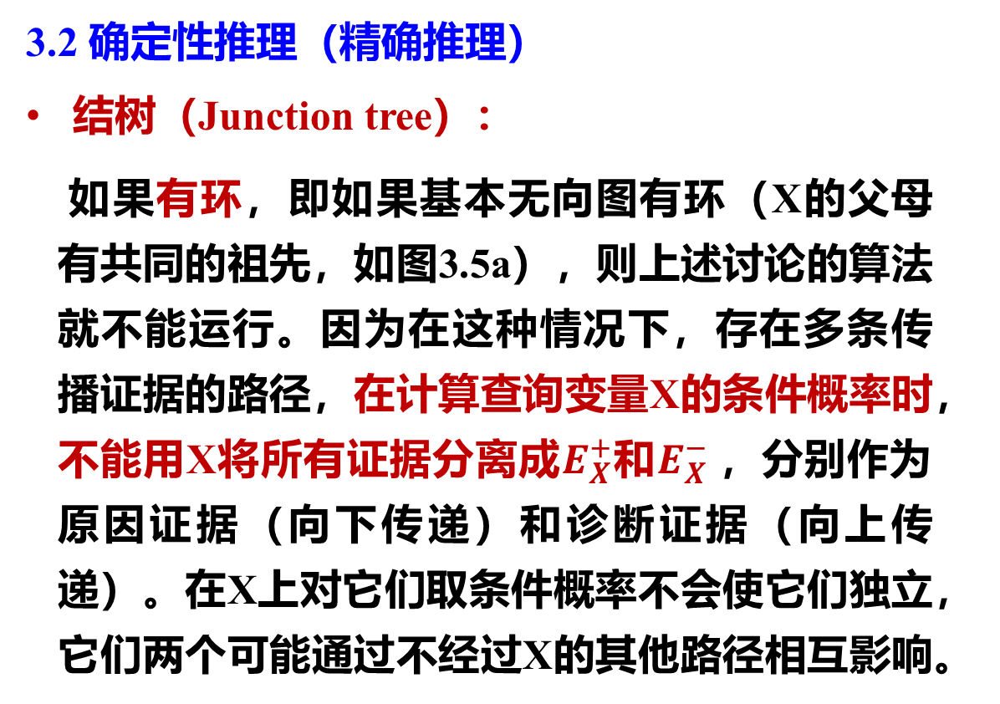 3.2 确定性推理（精确推理）
• 结树（Junction tree）:
如果有环，即如果基本无向图有环（X的父母
有共同的祖先，如图3.5a），则上述讨论的算法
就不能运行。因为在这种情况下，存在多条传
播证据的路径，在计算查询变量X的条件概率时，
不能用X将所有证据分离成$E_X^+$和$E_X^-$，分别作为
原因证据（向下传递）和诊断证据（向上传
递）。在X上对它们取条件概率不会使它们独立，
它们两个可能通过不经过X的其他路径相互影响。